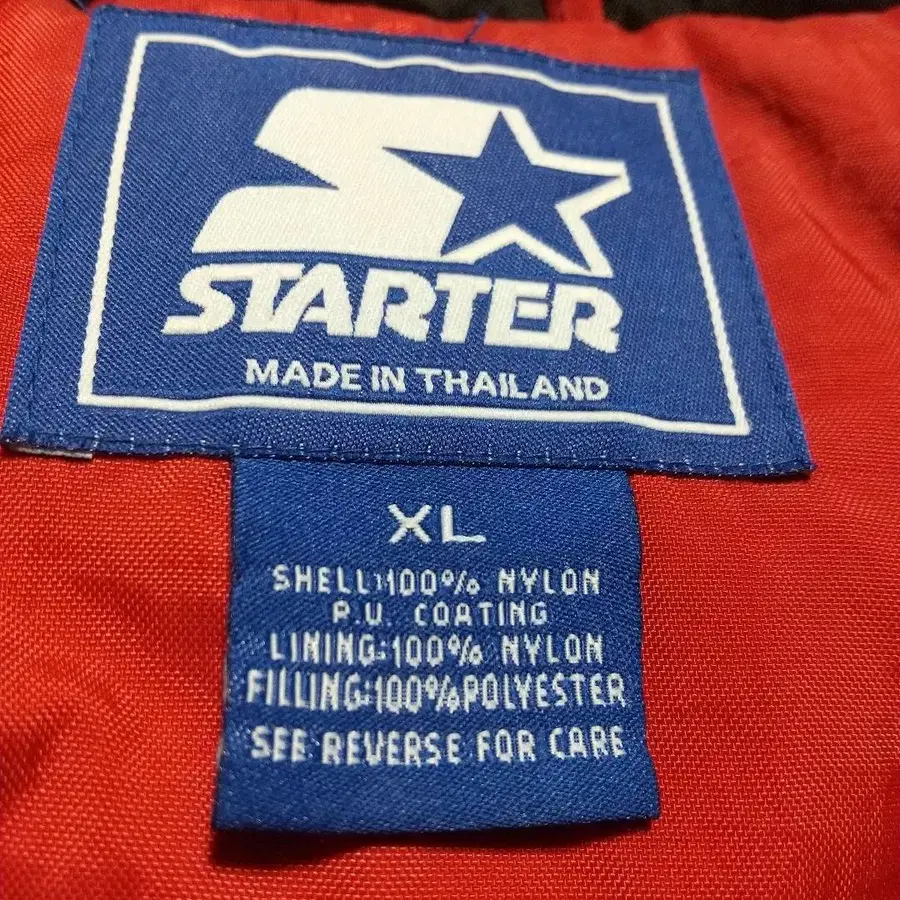 STARTER
MADE IN THAILAND
XL
SHELL:100% NYLON
P.U. COATING
LINING:100% NYLON
FILLING:100%POLYESTER
SEE REVERSE FOR CARE